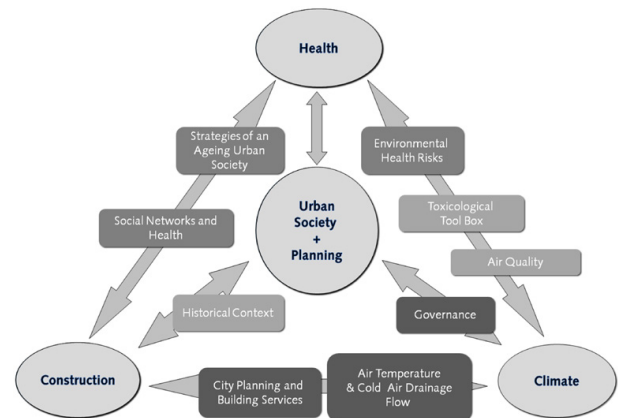 Health
Strategies of an
Ageing Urban
Society
Environmental
Health Risks
Social Networks and
Health
Urban
Society
+
Planning
Toxicological
Tool Box
Air Quality
Historical Context
Governance
Construction
City Planning and
Building Services
Air Temperature
& Cold Air Drainage
Flow
Climate